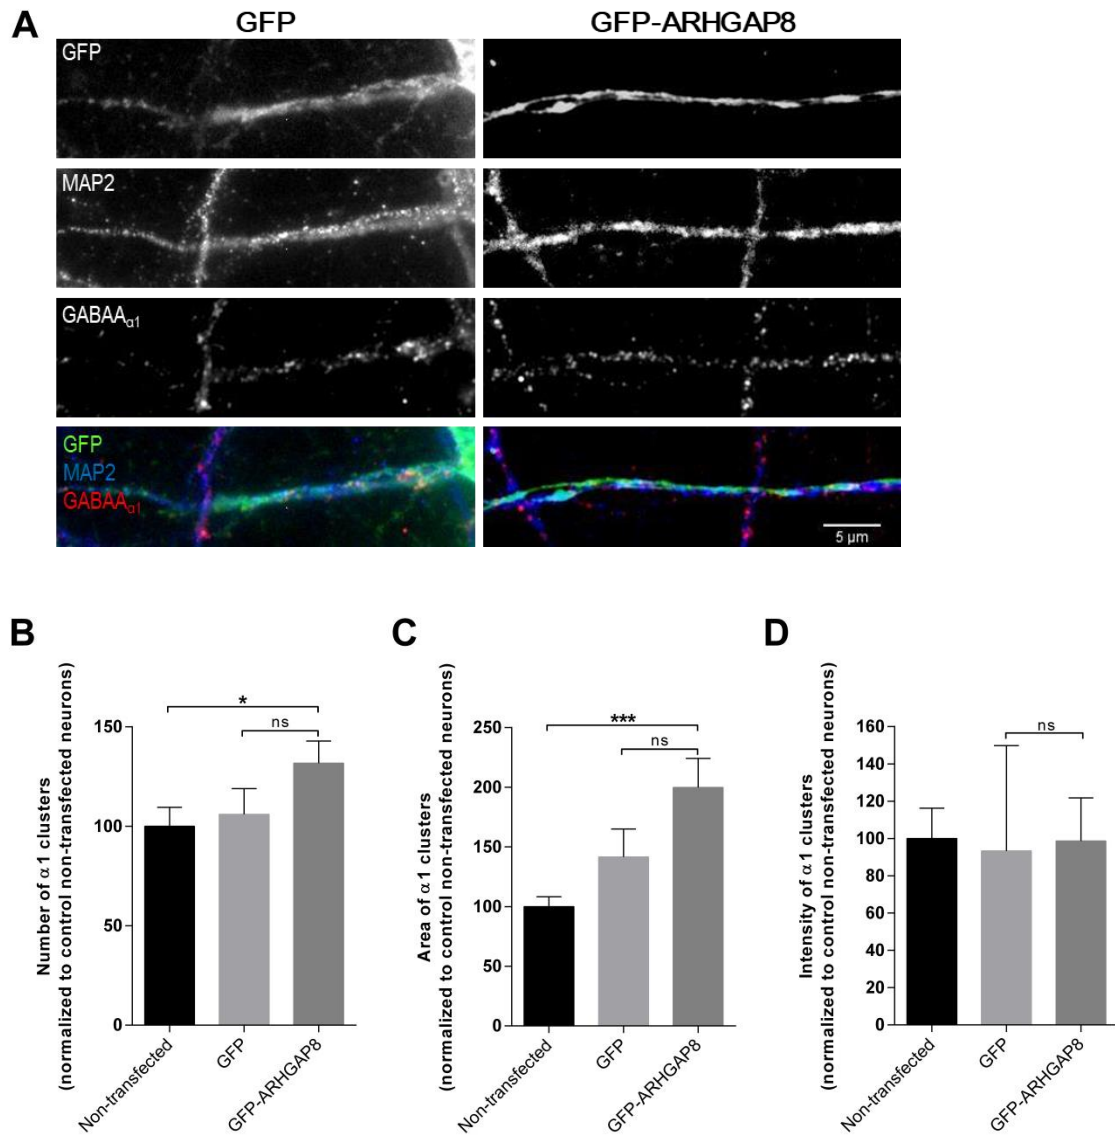 A
GFP
GFP-ARHGAP8
GFP
MAP2
GABAAα1
GFP
MAP2
GABAAα1
5 µm
B
Number of α1 clusters
(normalized to control non-transfected neurons)
*
ns
150
100
50
0
Non-transfected
GFP
GFP-ARHGAP8
C
Area of α1 clusters
(normalized to control non-transfected neurons)
***
ns
250
200
150
100
50
0
Non-transfected
GFP
GFP-ARHGAP8
D
Intensity of α1 clusters
(normalized to control non-transfected neurons)
ns
160
140
120
100
80
60
40
20
0
Non-transfected
GFP
GFP-ARHGAP8